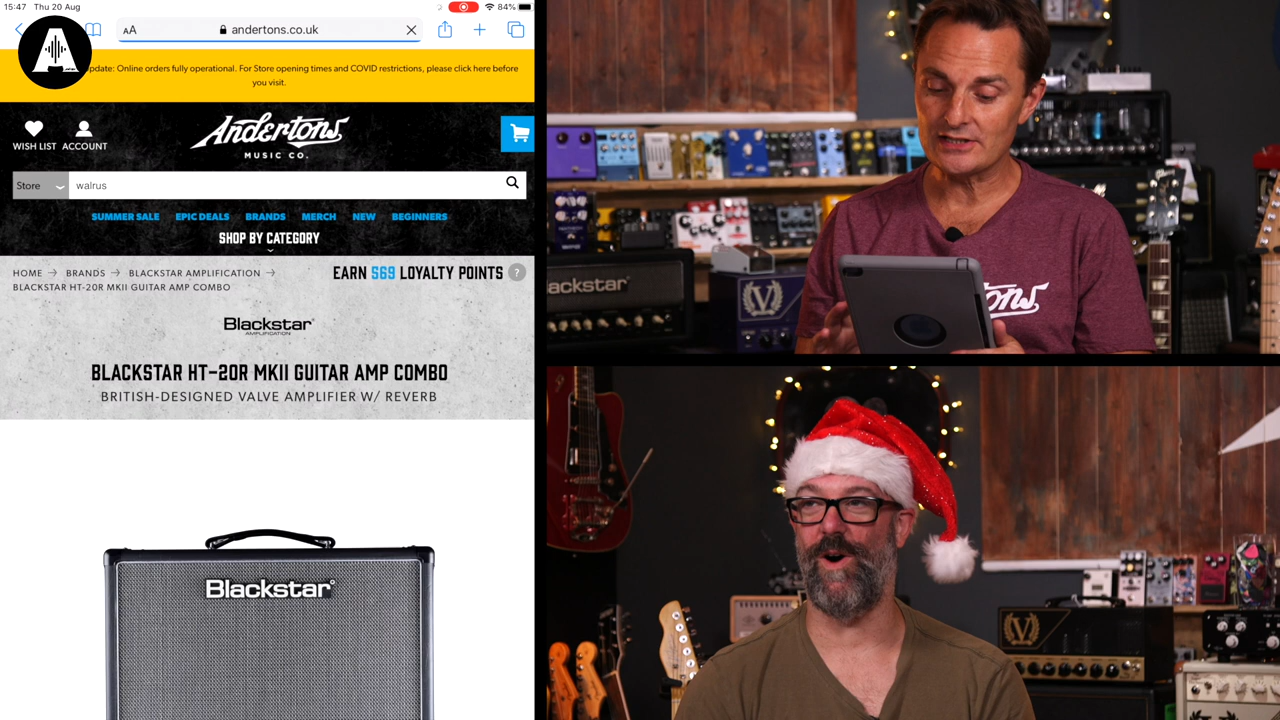 15:47 Thu 20 Aug
84%
AA
andertons.co.uk
A
update: Online orders fully operational. For Store opening times and COVID restrictions, please click here before
you visit.
WISH LIST ACCOUNT
Andertons
MUSIC CO.
Store
walrus
SUMMER SALE EPIC DEALS BRANDS MERCH NEW BEGINNERS
SHOP BY CATEGORY
HOME → BRANDS → BLACKSTAR AMPLIFICATION →
BLACKSTAR HT-20R MKII GUITAR AMP COMBO
EARN 569 LOYALTY POINTS ?
Blackstar
AMPLIFICATION
BLACKSTAR HT-20R MKII GUITAR AMP COMBO
BRITISH-DESIGNED VALVE AMPLIFIER W/ REVERB
Blackstar
Blackstar
V
ons
V